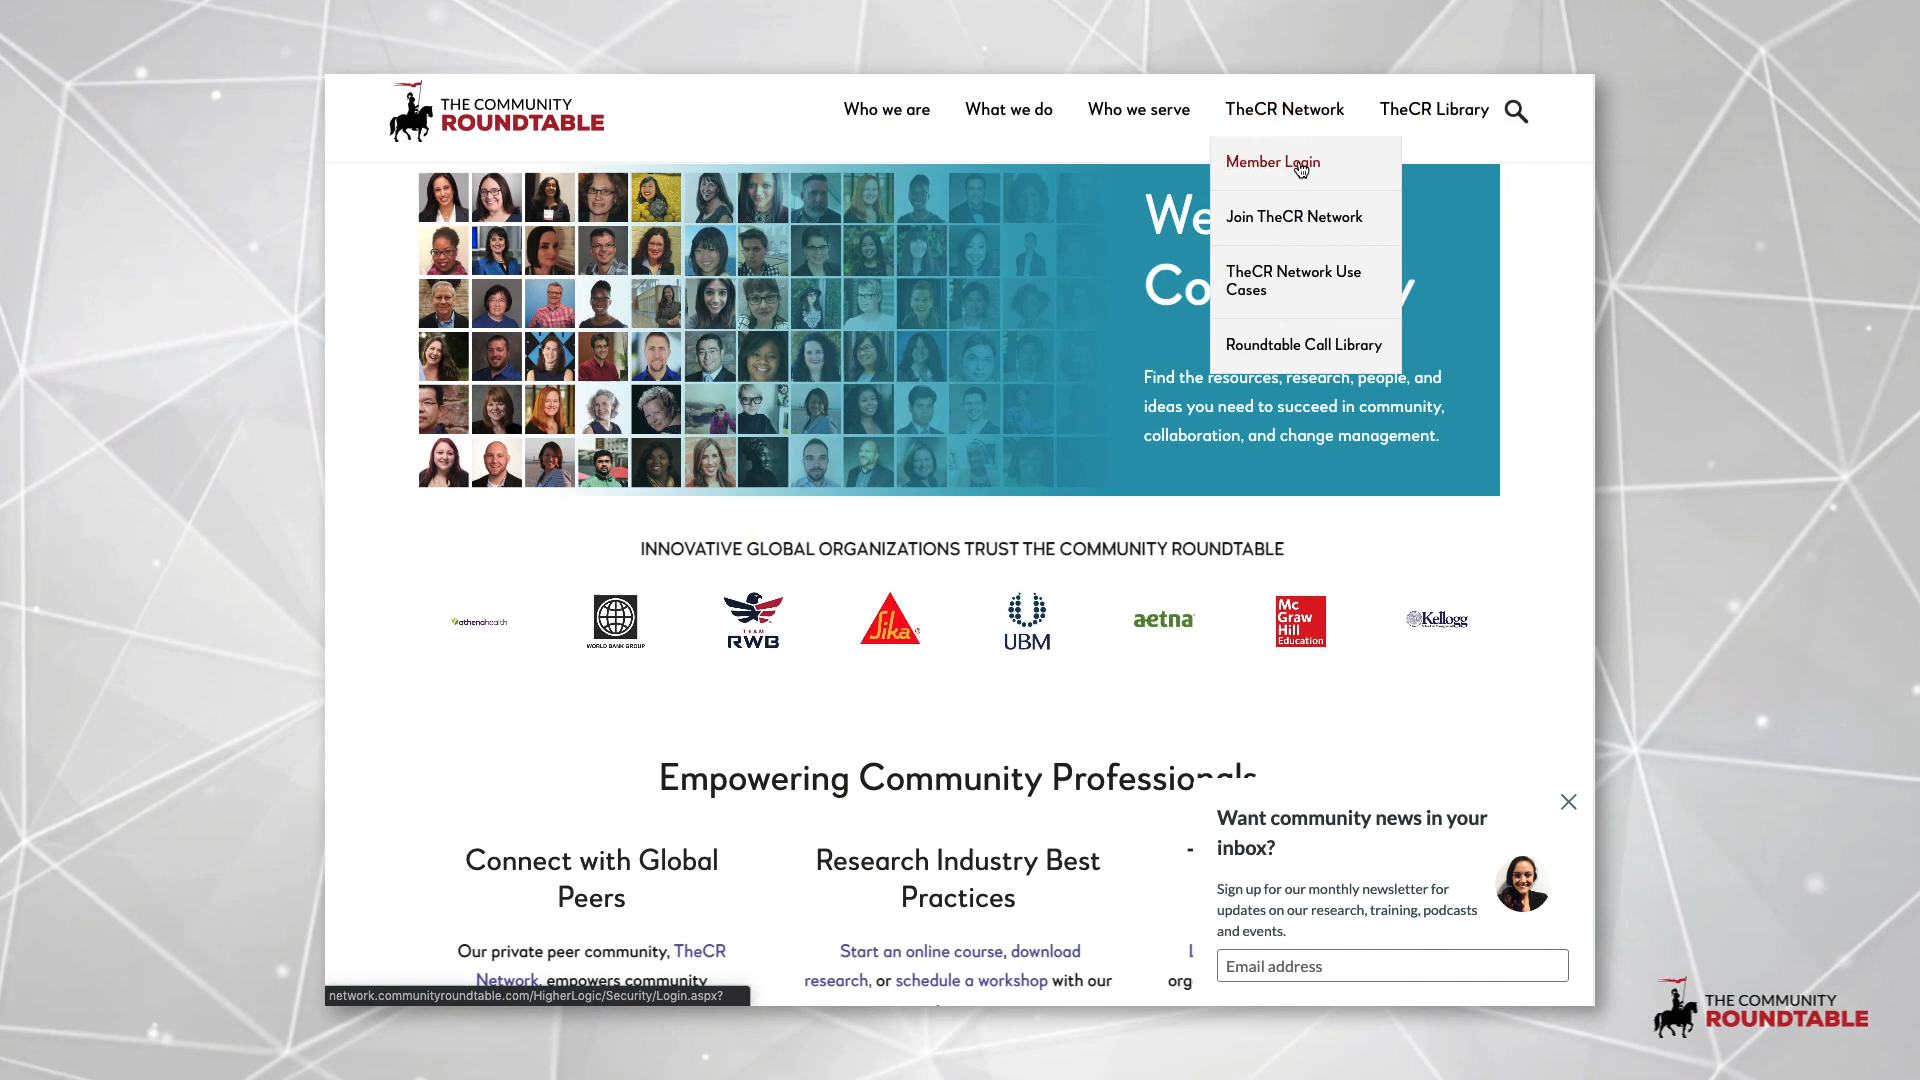 THE COMMUNITY
ROUNDTABLE
Who we are
What we do
Who we serve
TheCR Network
TheCR Library
Member Login
Join TheCR Network
TheCR Network Use
Cases
Roundtable Call Library
We
Co
y
Find the resources, research, people, and
ideas you need to succeed in community,
collaboration, and change management.
INNOVATIVE GLOBAL ORGANIZATIONS TRUST THE COMMUNITY ROUNDTABLE
athenahealth
WORLD BANK GROUP
TEAM
RWB
Sika
UBM
aetna
Mc
Graw
Hill
Education
Kellogg
Empowering Community Professionals
Connect with Global
Peers
Our private peer community, TheCR
Network, empowers community
Research Industry Best
Practices
Start an online course, download
research, or schedule a workshop with our
L
org
Want community news in your
inbox?
Sign up for our monthly newsletter for
updates on our research, training, podcasts
and events.
Email address
network.communityroundtable.com/HigherLogic/Security/Login.aspx?
THE COMMUNITY
ROUNDTABLE